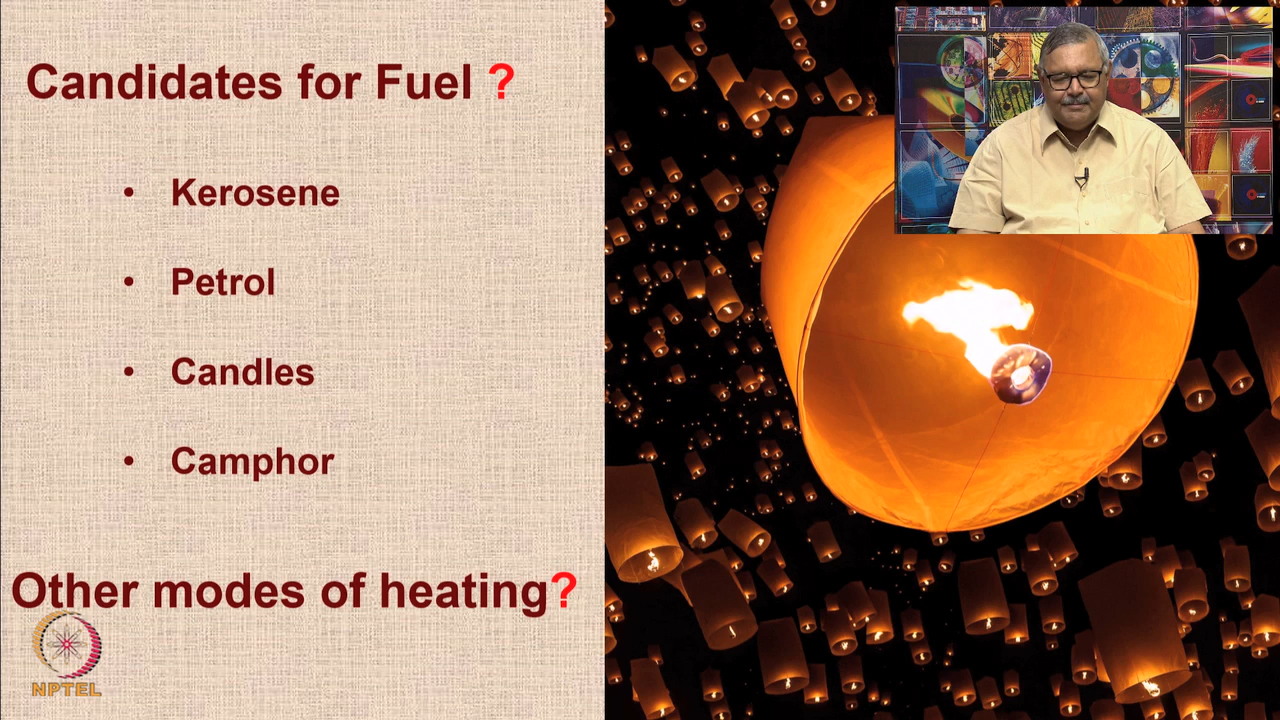 Candidates for Fuel ?
• Kerosene
• Petrol
• Candles
• Camphor
Other modes of heating?
NPTEL